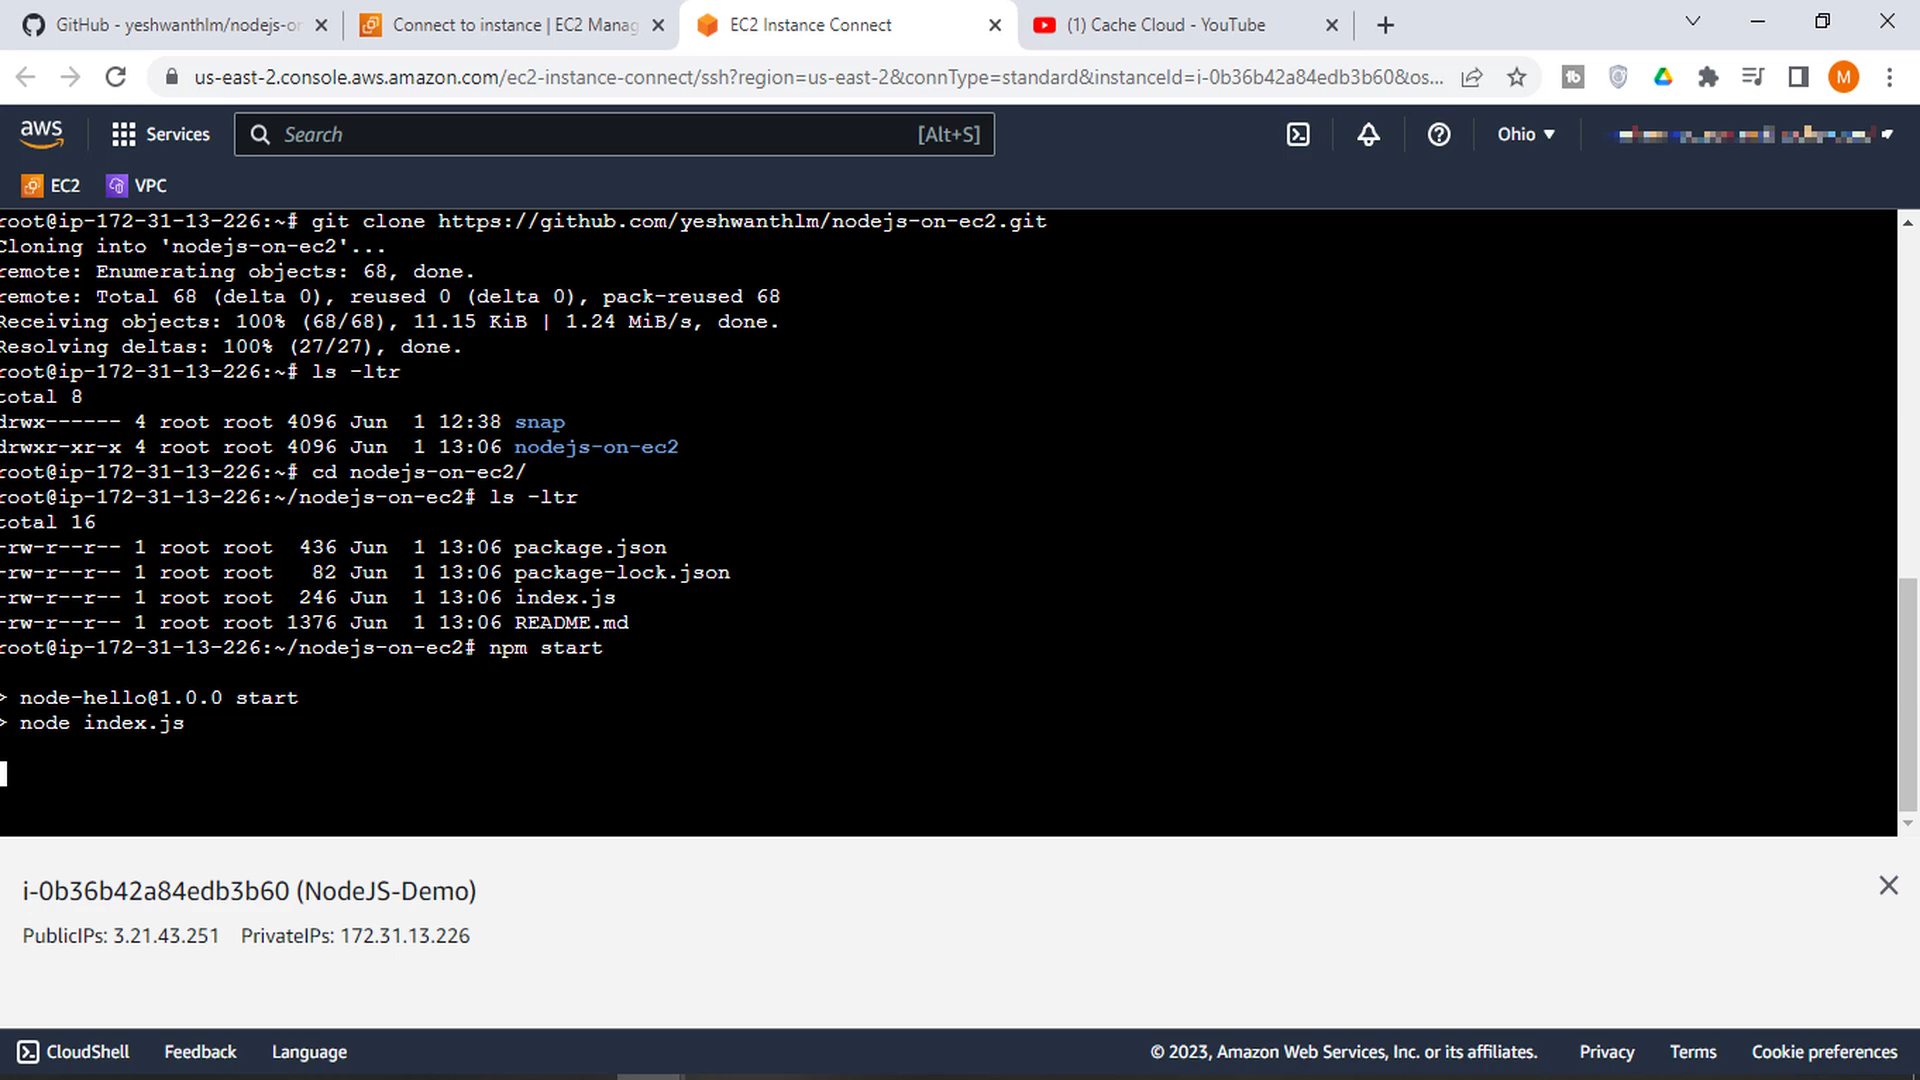 GitHub - yeshwanthlm/nodejs-on
Connect to instance | EC2 Manag
EC2 Instance Connect
(1) Cache Cloud - YouTube
us-east-2.console.aws.amazon.com/ec2-instance-connect/ssh?region=us-east-2&connType=standard&instanceId=i-0b36b42a84edb3b60&os...
M
aws
Services
Search
[Alt+S]
Ohio
EC2
VPC
root@ip-172-31-13-226:~# git clone https://github.com/yeshwanthlm/nodejs-on-ec2.git
Cloning into 'nodejs-on-ec2'...
remote: Enumerating objects: 68, done.
remote: Total 68 (delta 0), reused 0 (delta 0), pack-reused 68
Receiving objects: 100% (68/68), 11.15 KiB | 1.24 MiB/s, done.
Resolving deltas: 100% (27/27), done.
root@ip-172-31-13-226:~# ls -ltr
total 8
drwx------ 4 root root 4096 Jun  1 12:38 snap
drwxr-xr-x 4 root root 4096 Jun  1 13:06 nodejs-on-ec2
root@ip-172-31-13-226:~# cd nodejs-on-ec2/
root@ip-172-31-13-226:~/nodejs-on-ec2# ls -ltr
total 16
-rw-r--r-- 1 root root  436 Jun  1 13:06 package.json
-rw-r--r-- 1 root root   82 Jun  1 13:06 package-lock.json
-rw-r--r-- 1 root root  246 Jun  1 13:06 index.js
-rw-r--r-- 1 root root 1376 Jun  1 13:06 README.md
root@ip-172-31-13-226:~/nodejs-on-ec2# npm start
> node-hello@1.0.0 start
> node index.js
i-0b36b42a84edb3b60 (NodeJS-Demo)
PublicIPs: 3.21.43.251    PrivateIPs: 172.31.13.226
CloudShell
Feedback
Language
© 2023, Amazon Web Services, Inc. or its affiliates.
Privacy
Terms
Cookie preferences